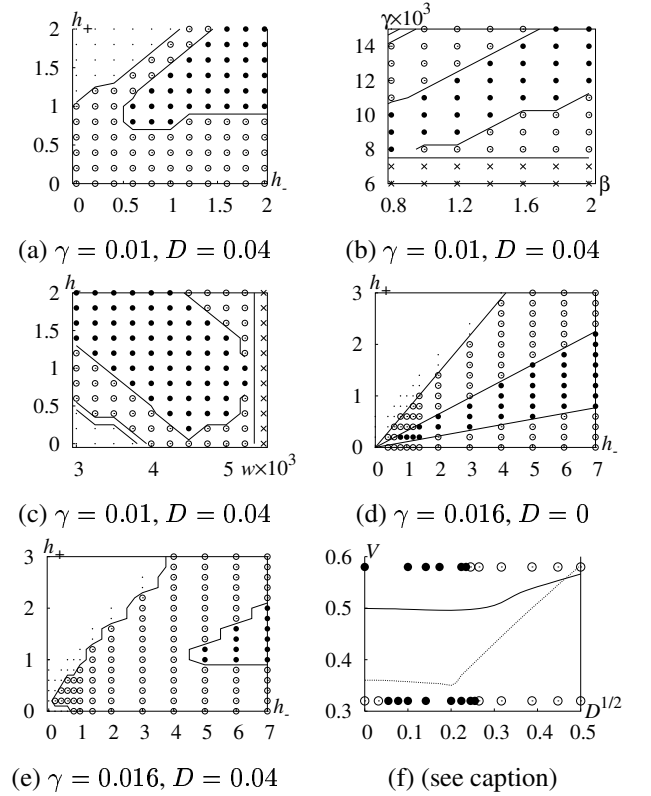 h₊
2
1.5
1
0.5
0
0 0.5 1 1.5 2
h₋
(a) γ = 0.01, D = 0.04
γ×10³
14
12
10
8
6
0.8 1.2 1.6 2
β
(b) γ = 0.01, D = 0.04
h
2
1.5
1
0.5
0
3 4 5 w×10³
(c) γ = 0.01, D = 0.04
h₊
3
2
1
0
0 1 2 3 4 5 6 7
h₋
(d) γ = 0.016, D = 0
h₊
3
2
1
0
0 1 2 3 4 5 6 7
h₋
(e) γ = 0.016, D = 0.04
V
0.6
0.5
0.4
0.3
0 0.1 0.2 0.3 0.4 0.5
D^{1/2}
(f) (see caption)